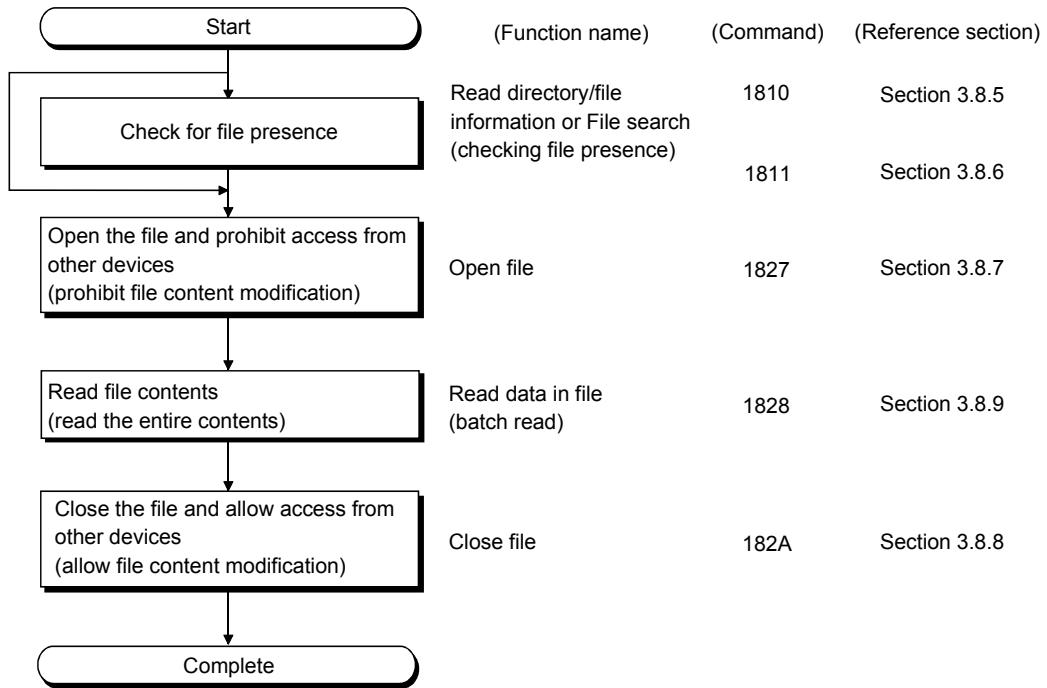 Start
(Function name)
(Command)
(Reference section)
Check for file presence
Read directory/file
information or File search
(checking file presence)
1810
Section 3.8.5
1811
Section 3.8.6
Open the file and prohibit access from
other devices
(prohibit file content modification)
Open file
1827
Section 3.8.7
Read file contents
(read the entire contents)
Read data in file
(batch read)
1828
Section 3.8.9
Close the file and allow access from
other devices
(allow file content modification)
Close file
182A
Section 3.8.8
Complete